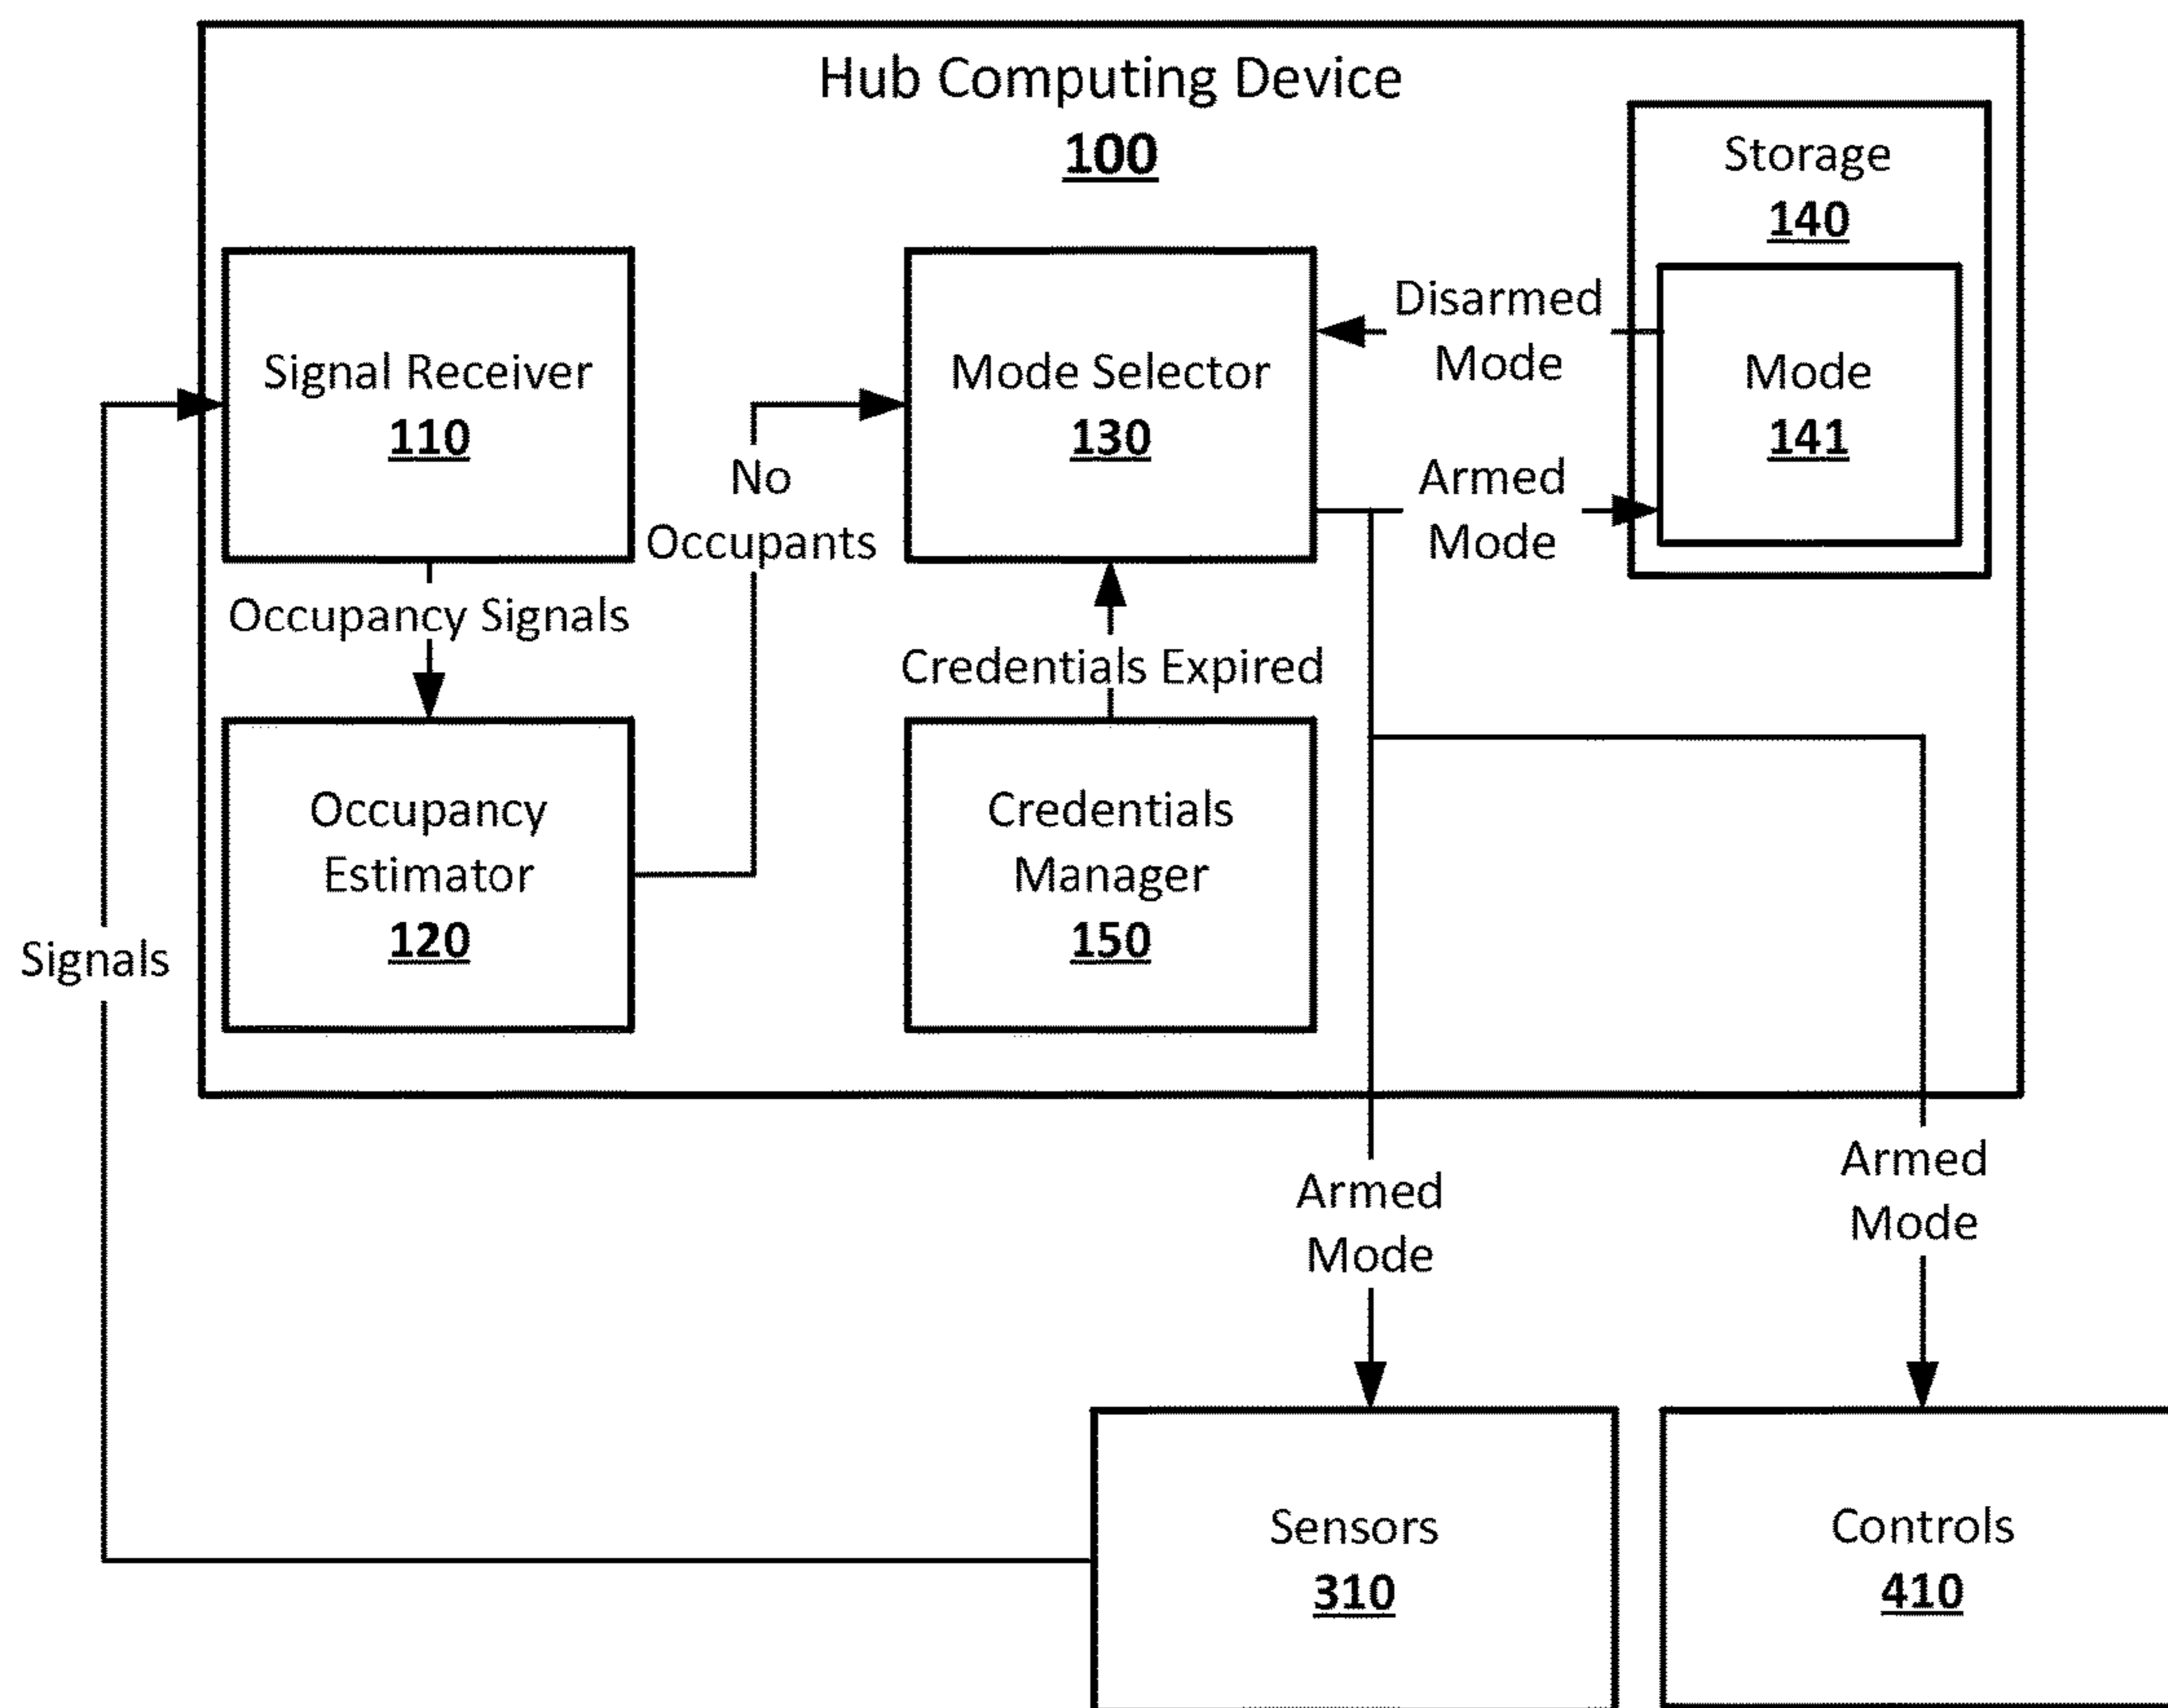 Hub Computing Device
100
Storage
140
Signal Receiver
110
Mode Selector
130
Disarmed
Mode
Mode
141
Armed
Mode
No
Occupants
Occupancy Signals
Credentials Expired
Occupancy
Estimator
120
Credentials
Manager
150
Signals
Armed
Mode
Armed
Mode
Sensors
310
Controls
410